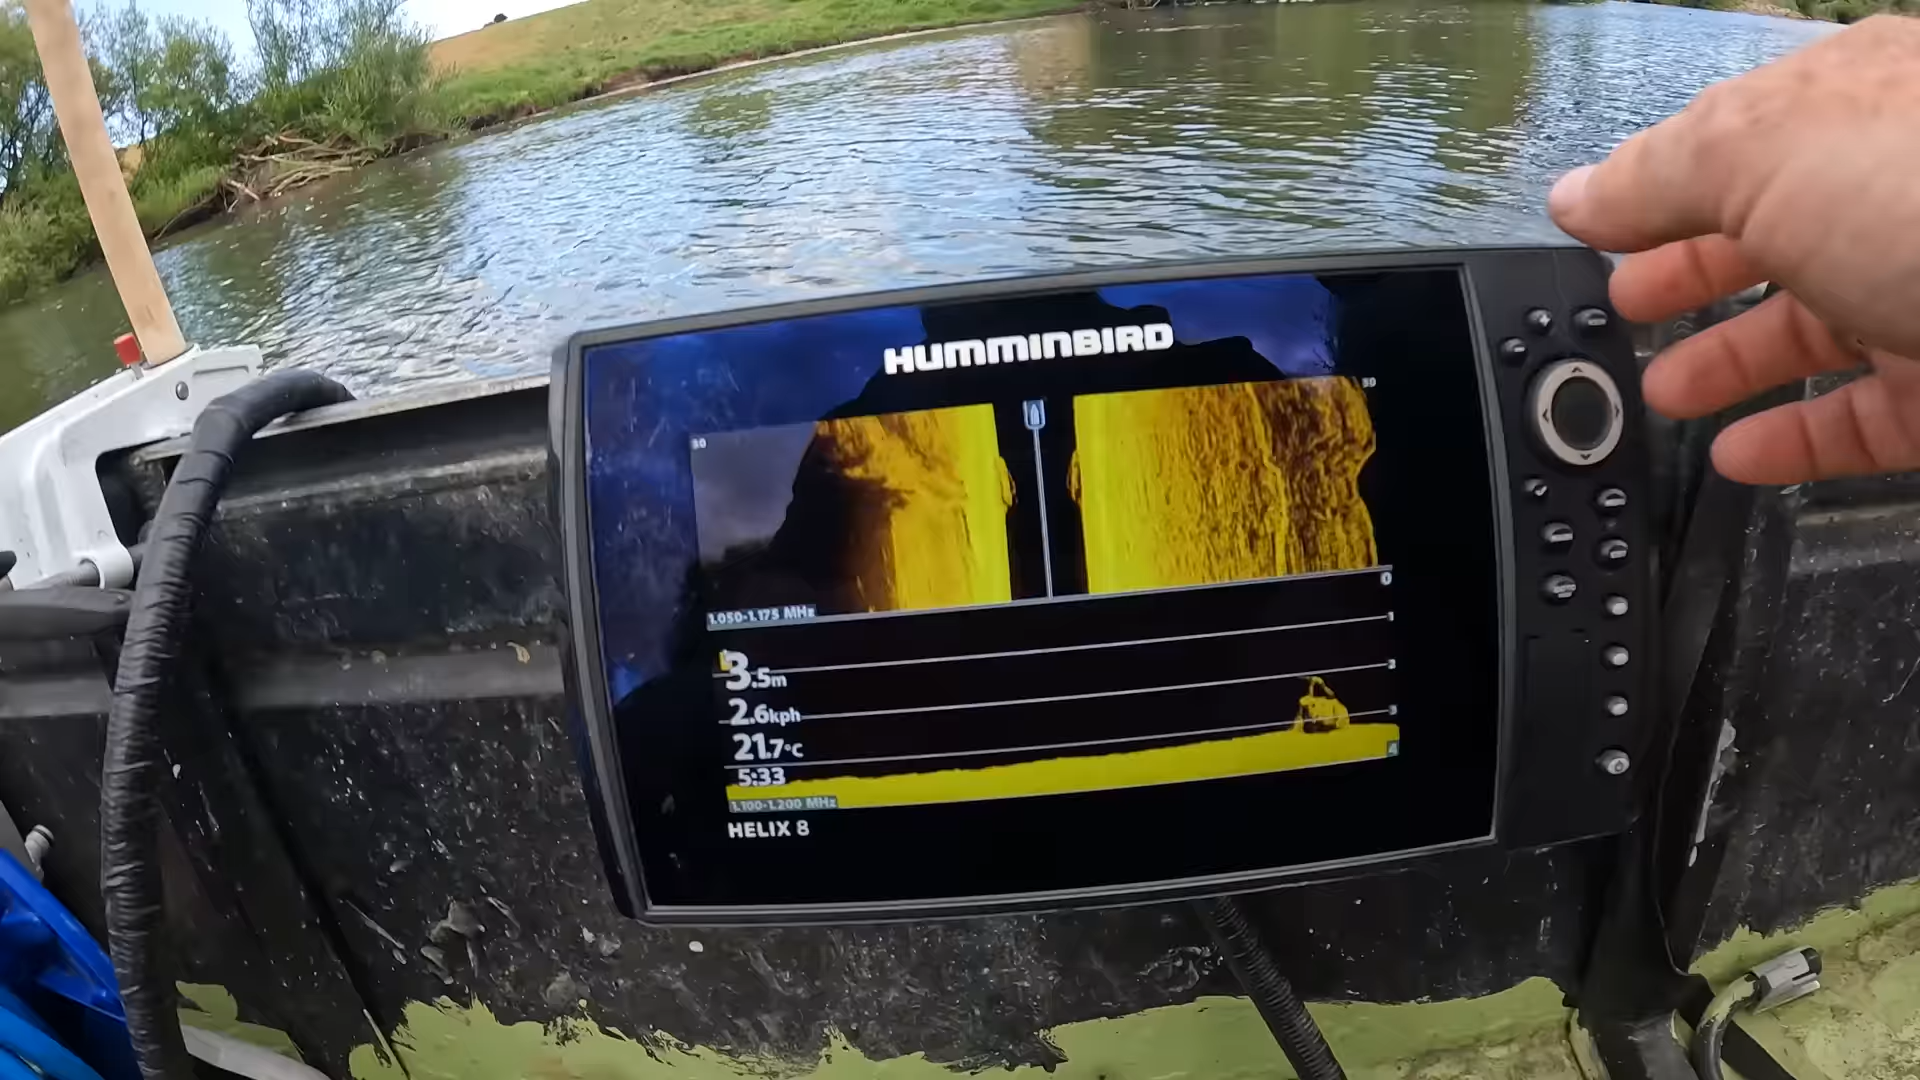 HUMMINBIRD
30
30
1.050-1.175 MHz
0
1
3.5m
2
2.6kph
3
21.7°C
4
5:33
1.100-1.200 MHz
HELIX 8